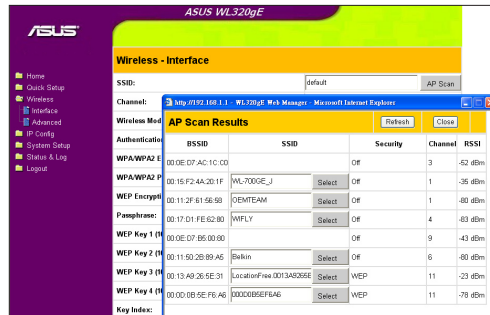 ASUS WL320gE
ASUS
Wireless - Interface
Home
Quick Setup
Wireless
Interface
Advanced
IP Config
System Setup
Status & Log
Logout
SSID: default AP Scan
Channel:
Wireless Mod
Authenticatio
WPA/WPA2 E
WPA/WPA2 P
WEP Encrypti
Passphrase:
WEP Key 1 (1
WEP Key 2 (1
WEP Key 3 (1
WEP Key 4 (1
Key Index:
http://192.168.1.1 - WL320gE Web Manager - Microsoft Internet Explorer
AP Scan Results Refresh Close
BSSID SSID Security Channel RSSI
00:0E:D7:AC:1C:C0 Off 3 -52 dBm
00:15:F2:4A:20:1F WL-700GE_J Select Off 1 -35 dBm
00:11:2F:61:56:58 OEMTEAM Select Off 1 -80 dBm
00:17:D1:FE:62:80 WIFLY Select Off 4 -83 dBm
00:0E:D7:B5:00:80 Off 9 -43 dBm
00:11:50:2B:89:A5 Belkin Select Off 6 -80 dBm
00:13:A9:26:5E:31 LocationFree.0013A9265E Select WEP 11 -23 dBm
00:0D:0B:5E:F6:A6 000D0B5EF6A6 Select WEP 11 -78 dBm